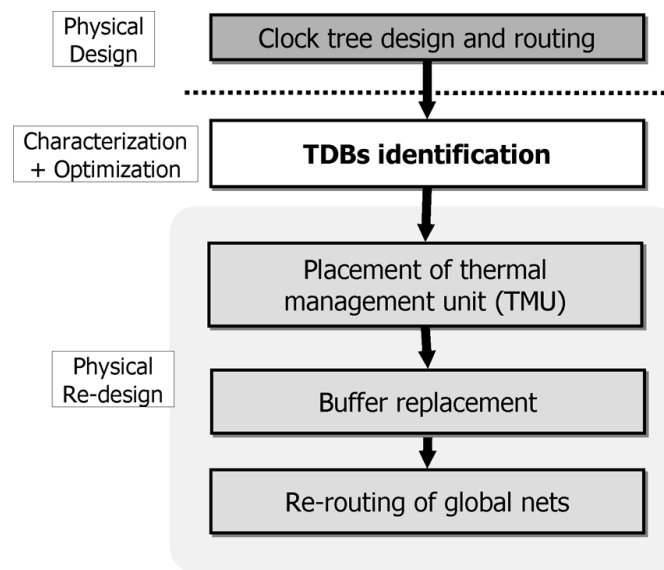 Physical
Design
Clock tree design and routing
Characterization
+ Optimization
TDBs identification
Placement of thermal
management unit (TMU)
Physical
Re-design
Buffer replacement
Re-routing of global nets